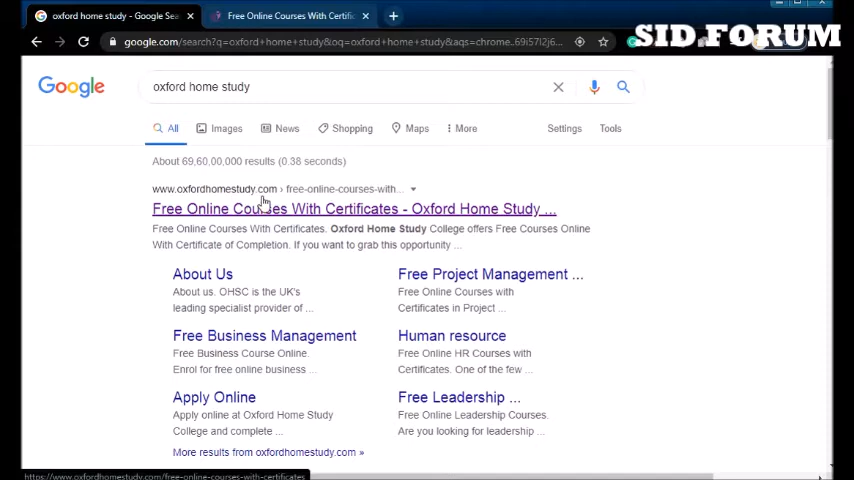 oxford home study - Google Sea
Free Online Courses With Certific
SID FORUM
google.com/search?q=oxford+home+study&oq=oxford+home+study&aqs=chrome..69i57l2j6...
Google
oxford home study
All
Images
News
Shopping
Maps
More
Settings
Tools
About 69,60,00,000 results (0.38 seconds)
www.oxfordhomestudy.com › free-online-courses-with...
Free Online Courses With Certificates - Oxford Home Study ...
Free Online Courses With Certificates. Oxford Home Study College offers Free Courses Online
With Certificate of Completion. If you want to grab this opportunity ...
About Us
About us. OHSC is the UK's
leading specialist provider of ...
Free Project Management ...
Free Online Courses with
Certificates in Project ...
Free Business Management
Free Business Course Online.
Enrol for free online business ...
Human resource
Free Online HR Courses with
Certificates. One of the few ...
Apply Online
Apply online at Oxford Home Study
College and complete ...
Free Leadership ...
Free Online Leadership Courses.
Are you looking for leadership ...
More results from oxfordhomestudy.com »
https://www.oxfordhomestudy.com/free-online-courses-with-certificates